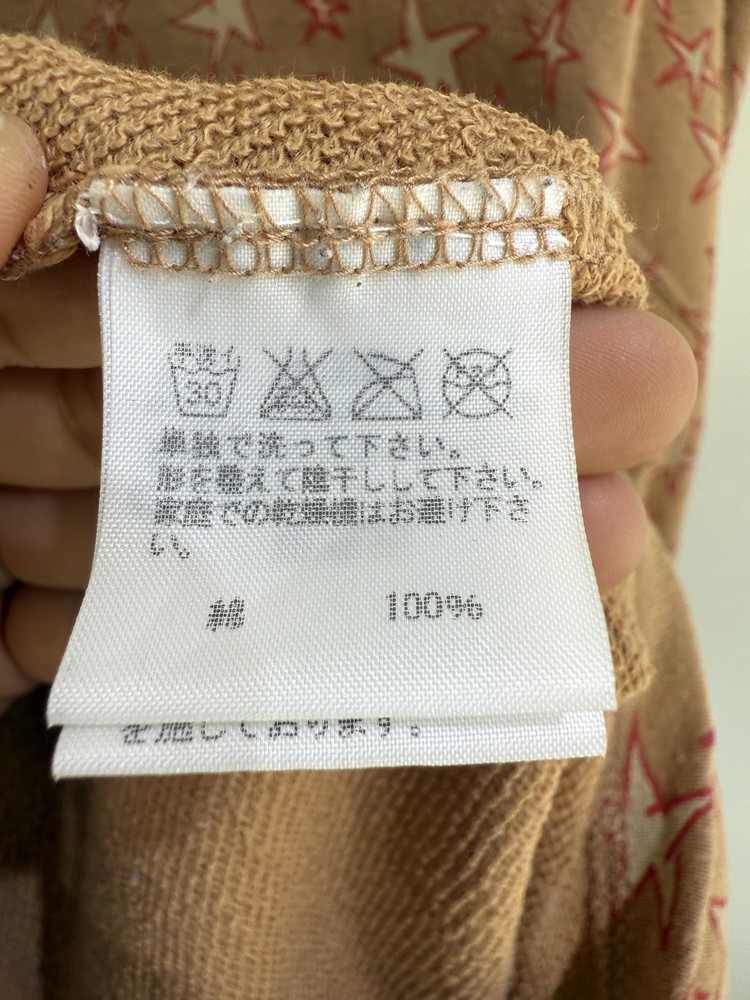 手洗イ
30
単独で洗って下さい。
形を整えて陰干しして下さい。
家庭での乾燥機はお避け下さ
い。
綿 100%
を施しております。